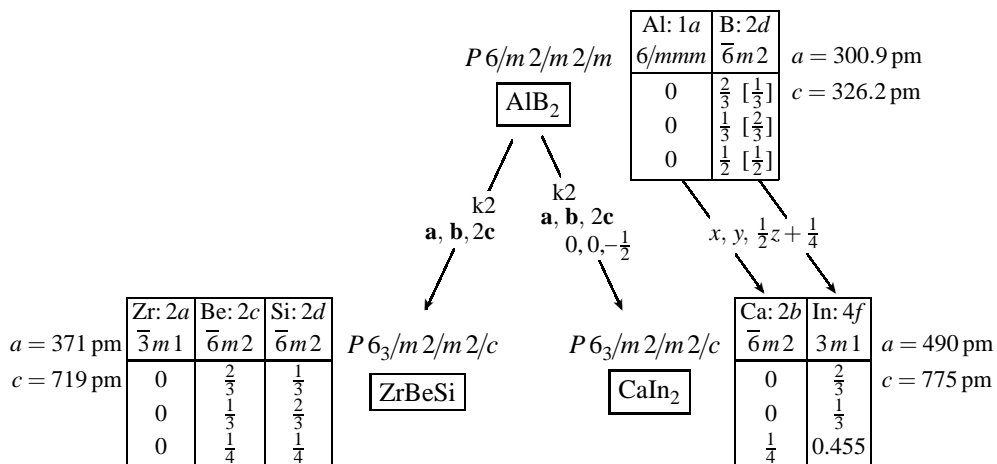 P 6/m 2/m 2/m
AlB₂
Al: 1a B: 2d
6/mmm 6̅m2
0 2/3 [1/3]
0 1/3 [2/3]
0 1/2 [1/2]
a = 300.9 pm
c = 326.2 pm
k2
a, b, 2c
k2
a, b, 2c
0, 0, −1/2
x, y, 1/2z + 1/4
a = 371 pm
c = 719 pm
Zr: 2a Be: 2c Si: 2d
3̅m1 6̅m2 6̅m2
0 2/3 1/3
0 1/3 2/3
0 1/4 1/4
P 6₃/m 2/m 2/c
ZrBeSi
P 6₃/m 2/m 2/c
CaIn₂
Ca: 2b In: 4f
6̅m2 3m1
0 2/3
0 1/3
1/4 0.455
a = 490 pm
c = 775 pm